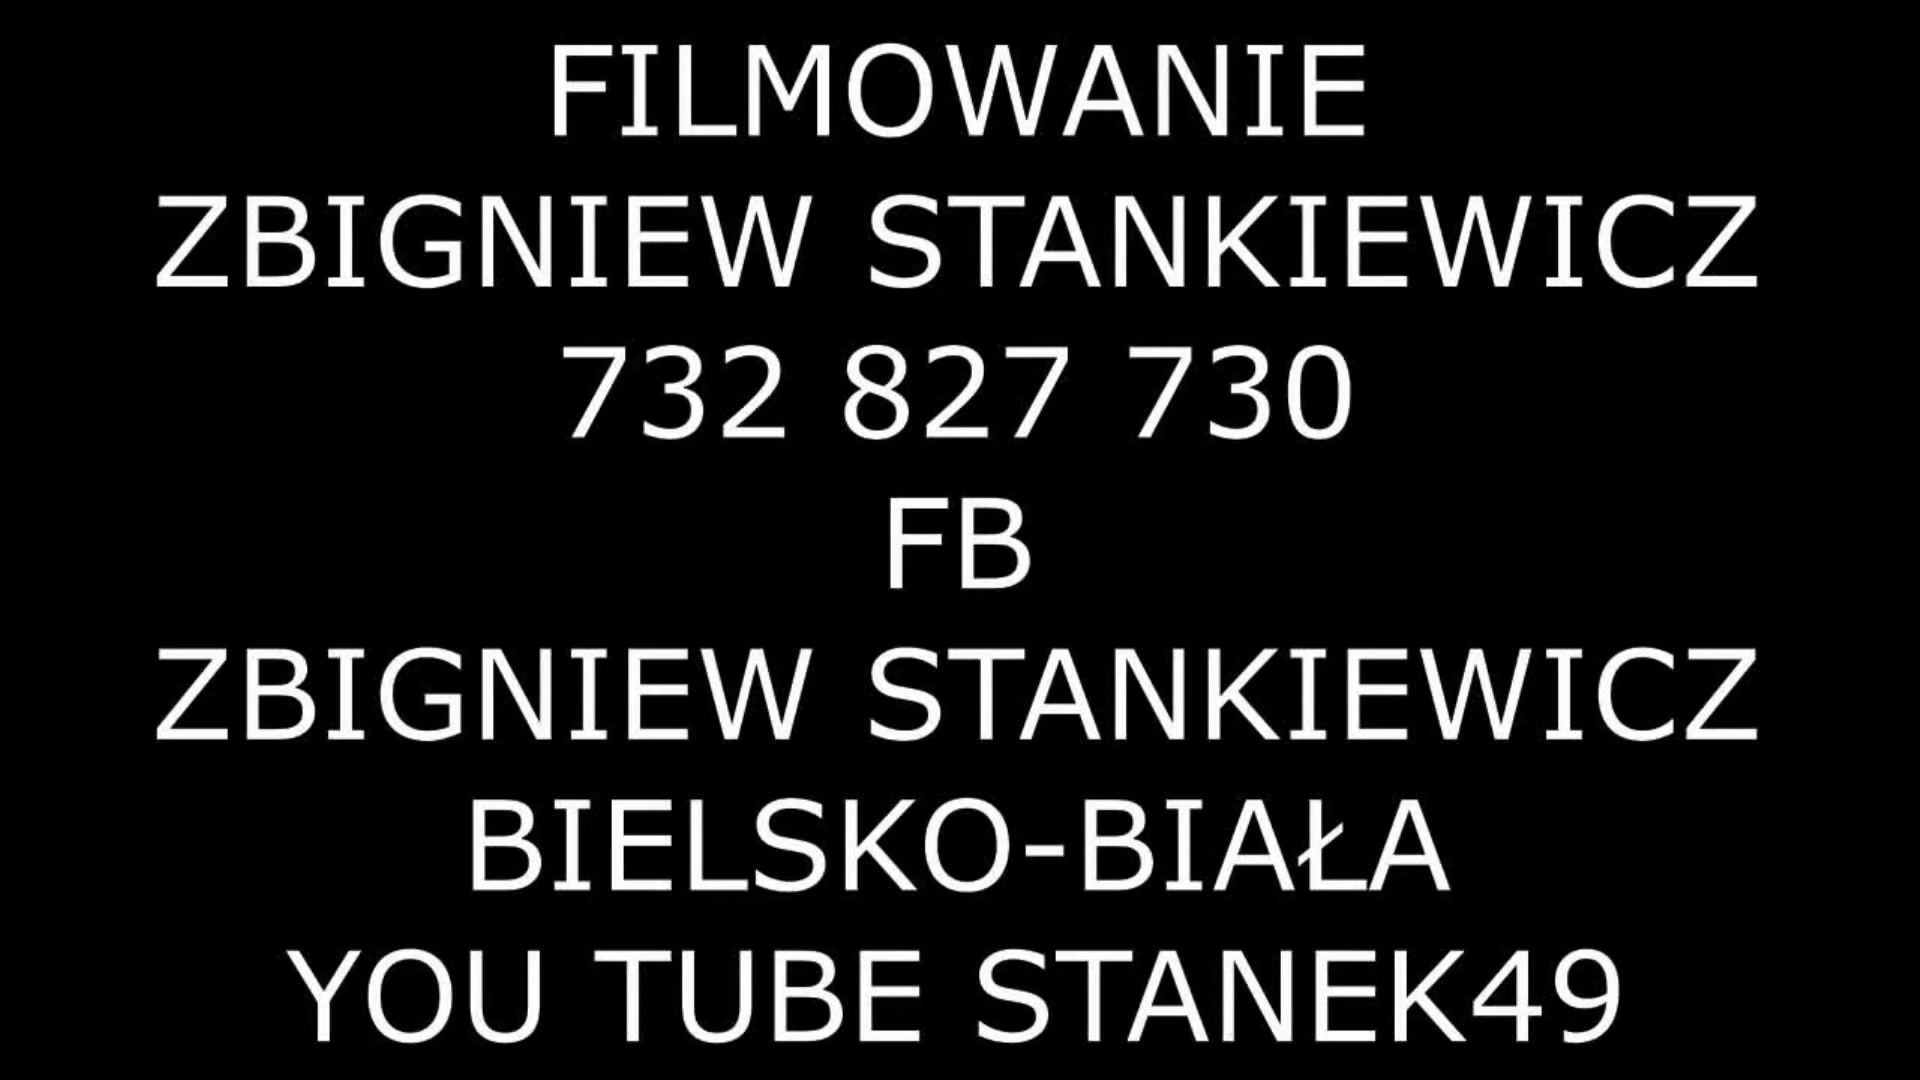 FILMOWANIE
ZBIGNIEW STANKIEWICZ
732 827 730
FB
ZBIGNIEW STANKIEWICZ
BIELSKO-BIAŁA
YOU TUBE STANEK49